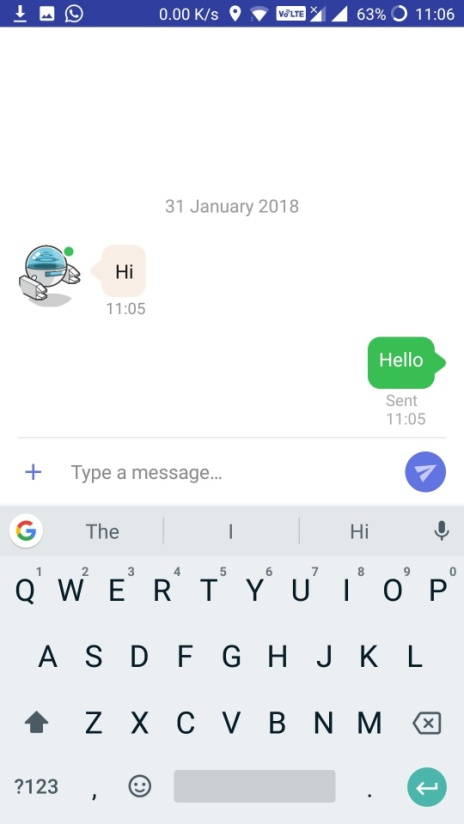 0.00 K/s VoLTE 63% 11:06
31 January 2018
Hi
11:05
Hello
Sent
11:05
+ Type a message...
G The I Hi
1 2 3 4 5 6 7 8 9 0
Q W E R T Y U I O P
A S D F G H J K L
Z X C V B N M
?123 , .